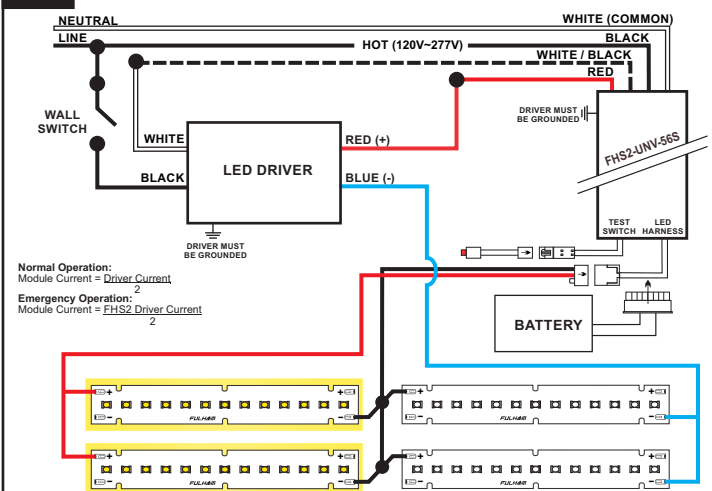 NEUTRAL
WHITE (COMMON)
LINE
BLACK
HOT (120V~277V)
WHITE / BLACK
RED
WALL
SWITCH
DRIVER MUST
BE GROUNDED
FHS2-UNV-56S
WHITE
LED DRIVER
RED (+)
BLACK
BLUE (-)
DRIVER MUST
BE GROUNDED
TEST
SWITCH
LED
HARNESS
Normal Operation:
Module Current = Driver Current
2
Emergency Operation:
Module Current = FHS2 Driver Current
2
BATTERY
+ +
+ +
- -
- -
FULHAM
FULHAM
+ +
+ +
- -
- -
FULHAM
FULHAM